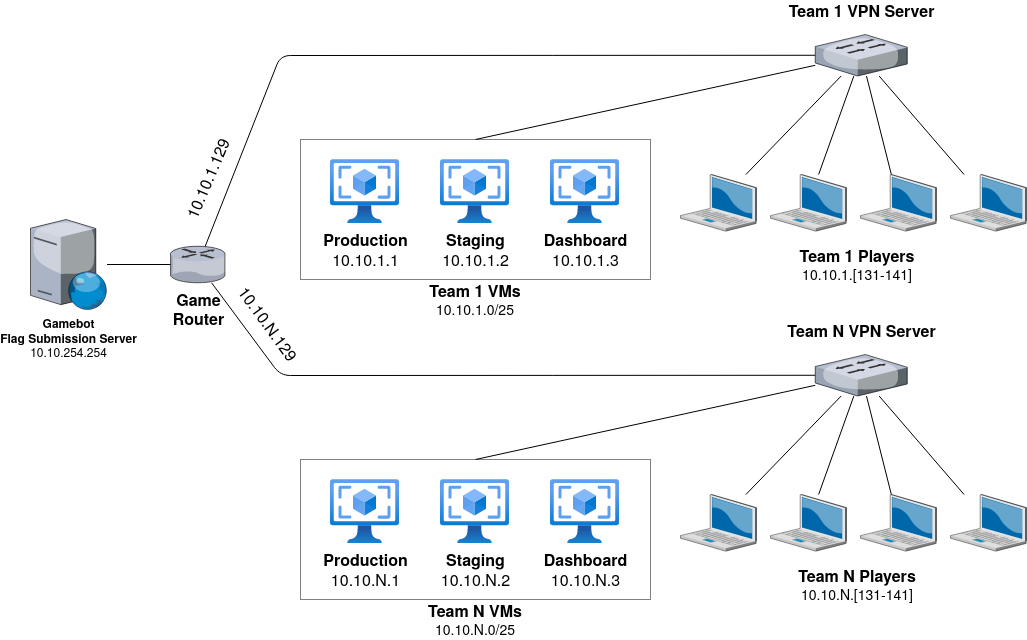 Team 1 VPN Server
10.10.1.129
Production
10.10.1.1
Staging
10.10.1.2
Dashboard
10.10.1.3
Team 1 VMs
10.10.1.0/25
Team 1 Players
10.10.1.[131-141]
Gamebot
Flag Submission Server
10.10.254.254
Game
Router
10.10.N.129
Team N VPN Server
Production
10.10.N.1
Staging
10.10.N.2
Dashboard
10.10.N.3
Team N VMs
10.10.N.0/25
Team N Players
10.10.N.[131-141]